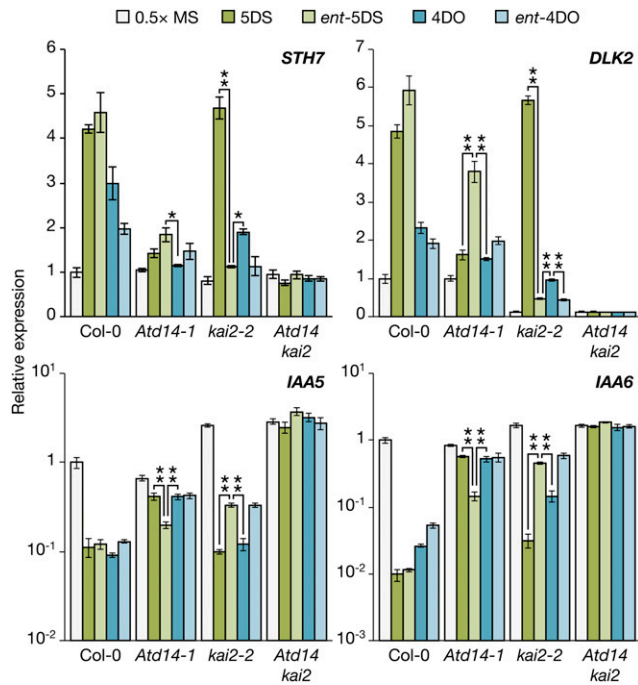 0.5× MS 5DS ent-5DS 4DO ent-4DO
Relative expression
STH7
7
6
5
4
3
2
1
0
** * **  *
Col-0 Atd14-1 kai2-2 Atd14 kai2
DLK2
7
6
5
4
3
2
1
0
** ** ** ** **
Col-0 Atd14-1 kai2-2 Atd14 kai2
IAA5
10¹
1
10⁻¹
10⁻²
** ** ** **
Col-0 Atd14-1 kai2-2 Atd14 kai2
IAA6
10¹
1
10⁻¹
10⁻²
10⁻³
** ** ** **
Col-0 Atd14-1 kai2-2 Atd14 kai2